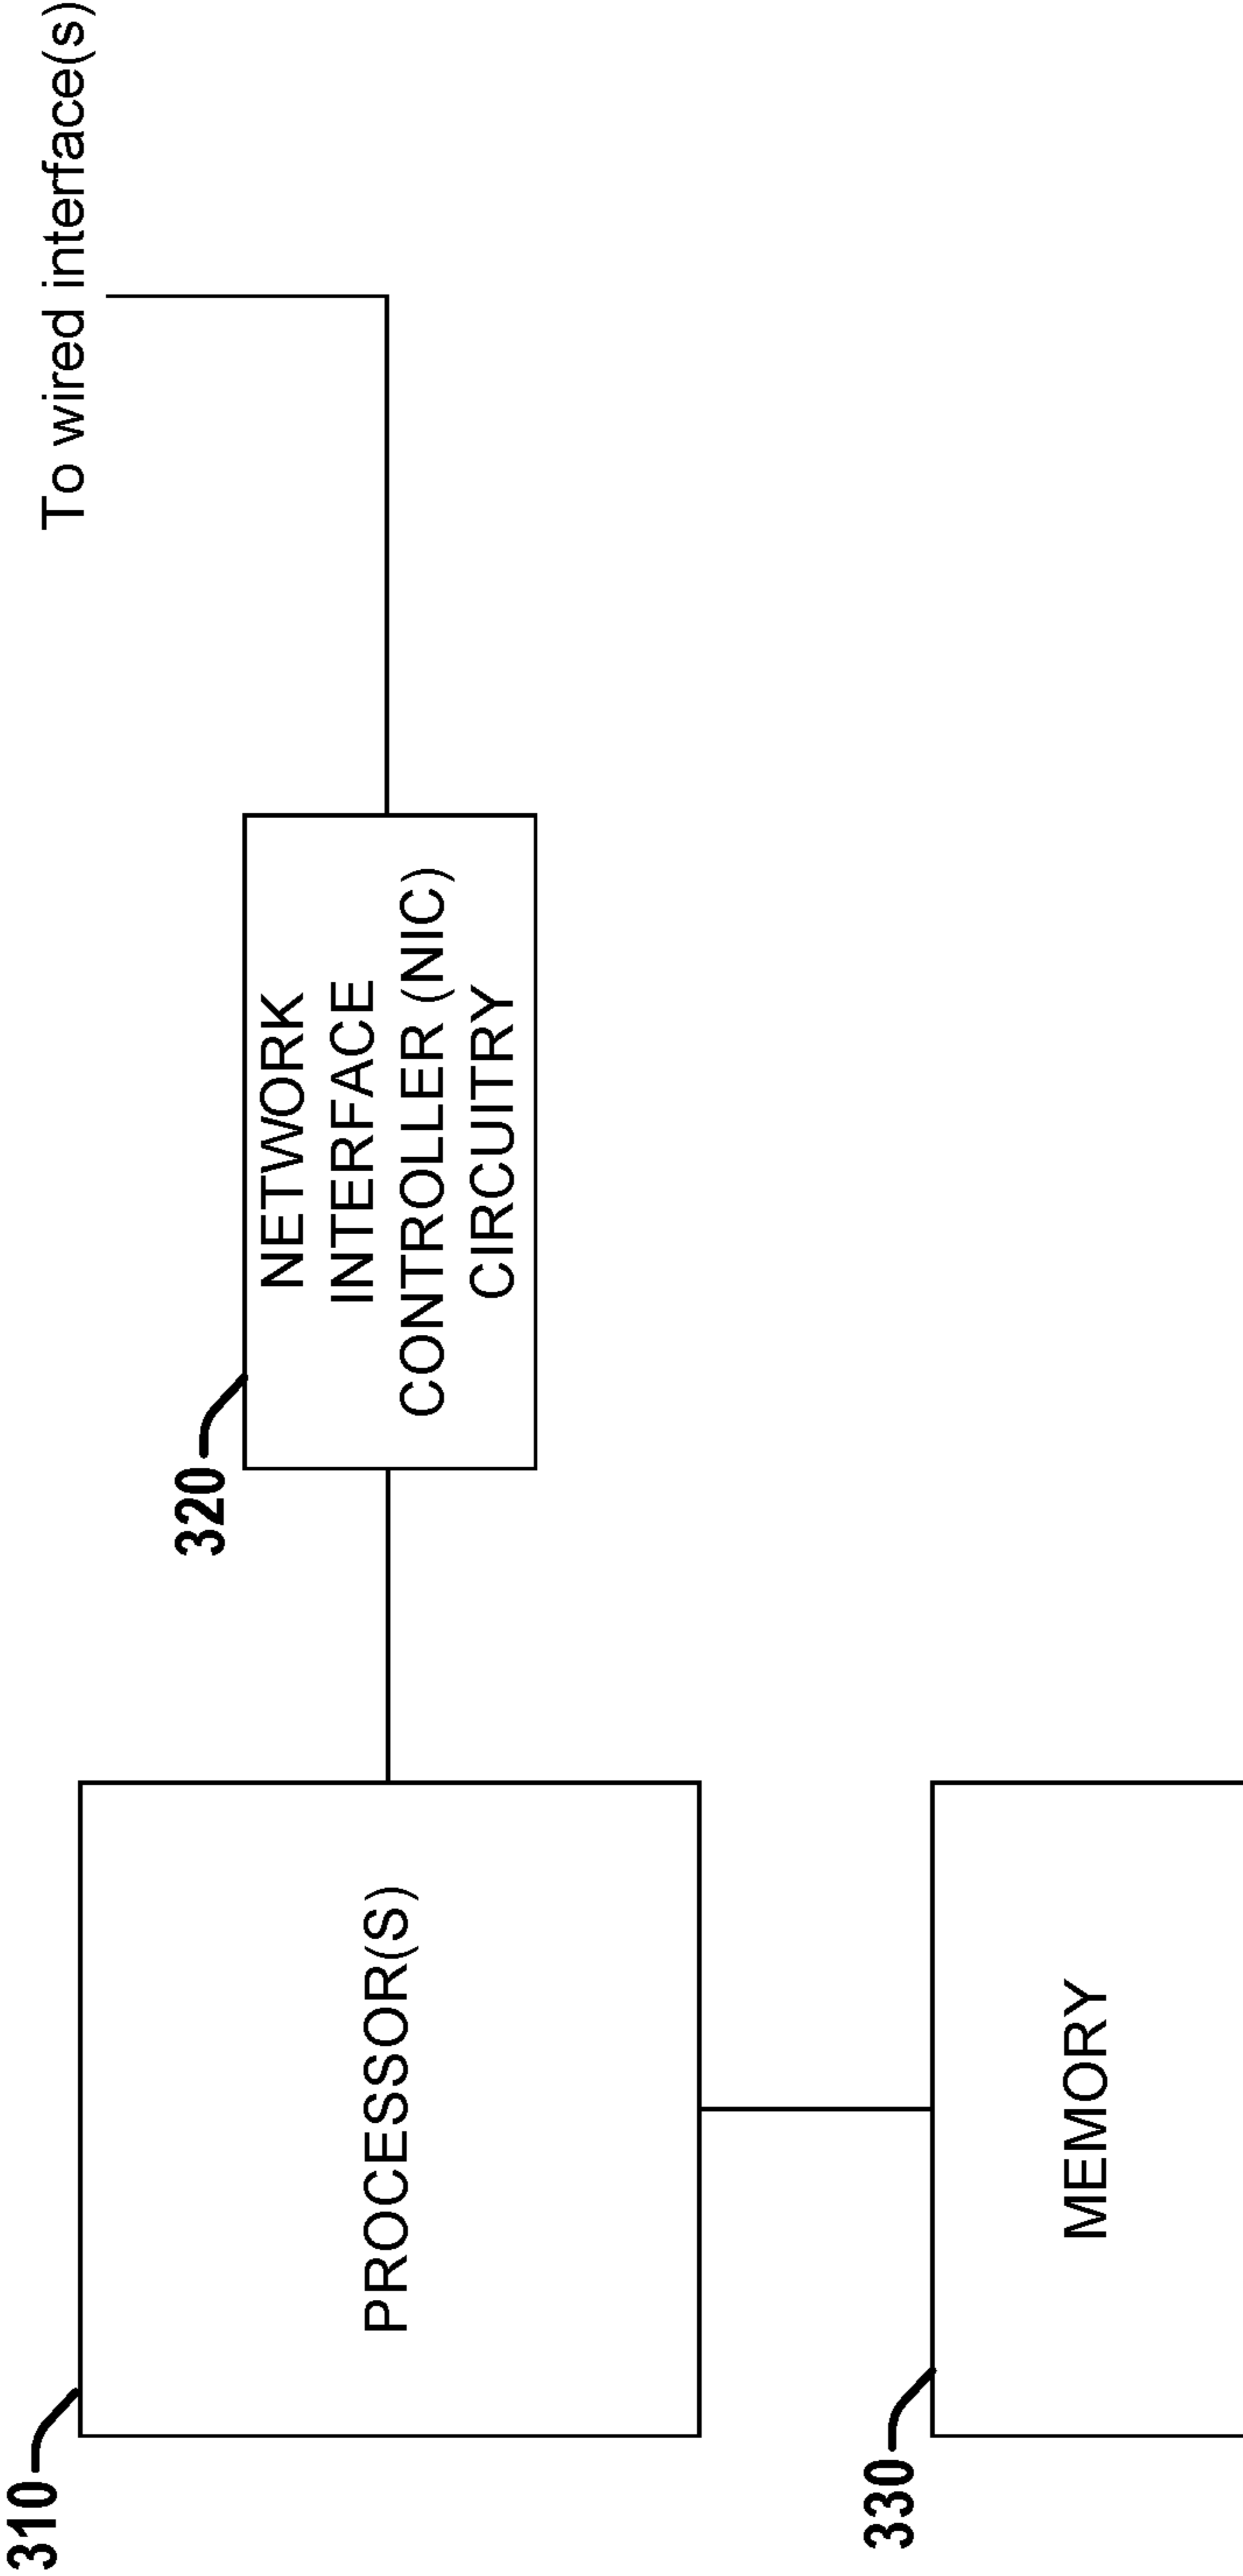 To wired interface(s)
310
PROCESSOR(S)
320
NETWORK
INTERFACE
CONTROLLER (NIC)
CIRCUITRY
330
MEMORY